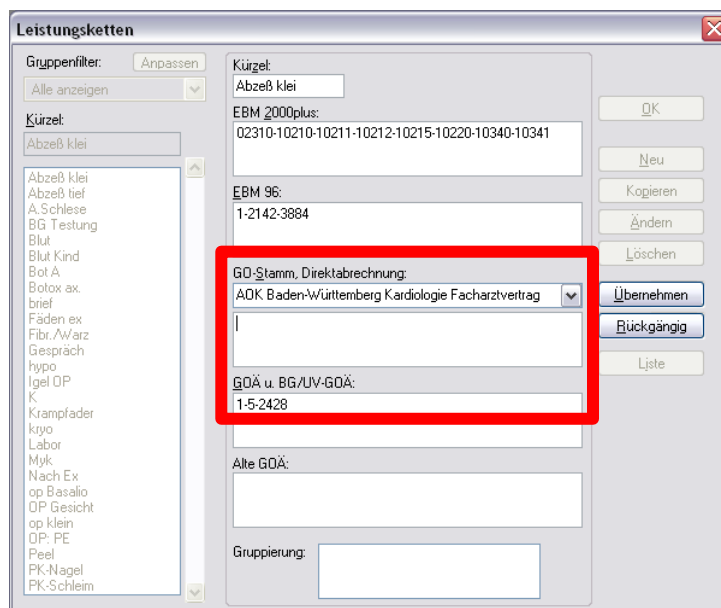 Leistungsketten
Gruppenfilter:
Anpassen
Alle anzeigen
Kürzel:
Abzeß klei
Abzeß klei
Abzeß tief
A.Schlese
BG Testung
Blut
Blut Kind
Bot A
Botox ax.
brief
Fäden ex
Fibr./Warz
Gespräch
hypo
Igel OP
K
Krampfader
kryo
Labor
Myk
Nach Ex
op Basalio
OP Gesicht
op klein
OP: PE
Peel
PK-Nagel
PK-Schleim
Kürzel:
Abzeß klei
EBM 2000plus:
02310-10210-10211-10212-10215-10220-10340-10341
EBM 96:
1-2142-3884
GO-Stamm, Direktabrechnung:
AOK Baden-Württemberg Kardiologie Facharztvertrag
GOÄ u. BG/UV-GOÄ:
1-5-2428
Alte GOÄ:
Gruppierung:
OK
Neu
Kopieren
Ändern
Löschen
Übernehmen
Rückgängig
Liste